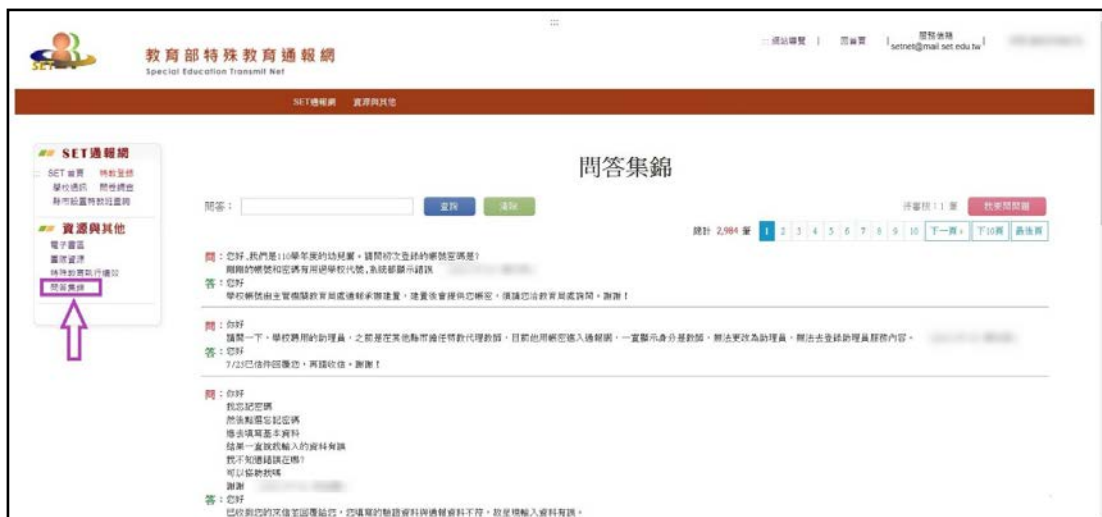 :::
::: 網站導覽 | 回首頁 | 服務信箱
setnet@mail.set.edu.tw |
SET
教育部特殊教育通報網
Special Education Transmit Net
SET通報網 資源與其他
SET通報網
::: SET 首頁 特教登錄
學校通訊 問卷調查
縣市設置特教班查詢
資源與其他
電子書區
團隊資源
特殊教育執行績效
問答集錦
問答集錦
問答： 查詢 清除 待審核：1 筆 我要問問題
總計 2,984 筆 1 2 3 4 5 6 7 8 9 10 下一頁› 下10頁 最後頁
問：您好,我們是110學年度的幼兒園，請問初次登錄的帳號密碼是?
剛剛的帳號和密碼有用過學校代號,系統都顯示錯誤
答：您好
學校帳號由主管機關教育局處通報承辦建置，建置後會提供您帳密，煩請您洽教育局處詢問。謝謝！
問：你好
請問一下，學校聘用的助理員，之前是在其他縣市擔任特教代理教師，目前他用帳密進入通報網，一直顯示身分是教師，無法更改為助理員，無法去登錄助理員服務內容。
答：您好
7/25已信件回覆您，再請收信。謝謝！
問：你好
我忘記密碼
然後點選忘記密碼
進去填寫基本資料
結果一直說我輸入的資料有誤
我不知道錯誤在哪?
可以協助我嗎
謝謝
答：您好
已收到您的來信並回覆給您，您填寫的驗證資料與通報資料不符，故呈現輸入資料有誤。